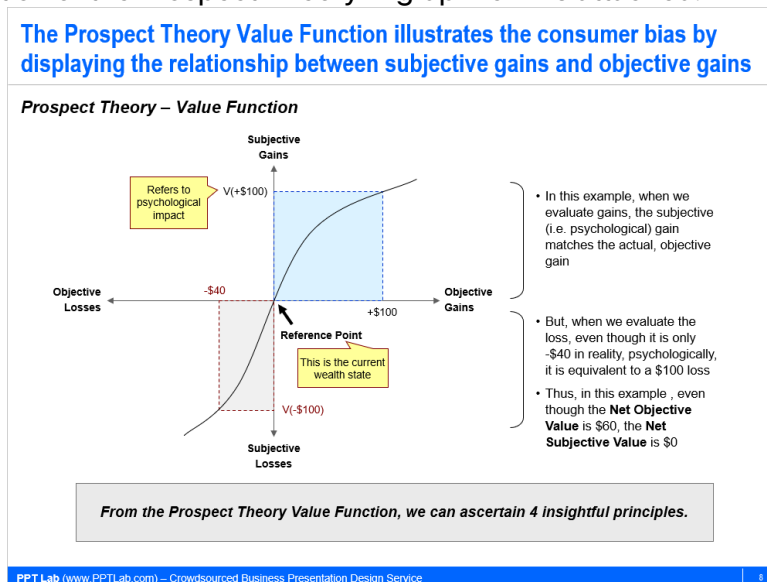 The Prospect Theory Value Function illustrates the consumer bias by
displaying the relationship between subjective gains and objective gains
Prospect Theory – Value Function
Subjective
Gains
Refers to
psychological
impact
V(+$100)
-$40
Objective
Losses
Objective
Gains
+$100
Reference Point
This is the current
wealth state
V(-$100)
Subjective
Losses
• In this example, when we
evaluate gains, the subjective
(i.e. psychological) gain
matches the actual, objective
gain
• But, when we evaluate the
loss, even though it is only
-$40 in reality, psychologically,
it is equivalent to a $100 loss
• Thus, in this example , even
though the Net Objective
Value is $60, the Net
Subjective Value is $0
From the Prospect Theory Value Function, we can ascertain 4 insightful principles.
PPT Lab (www.PPTLab.com) – Crowdsourced Business Presentation Design Service
8